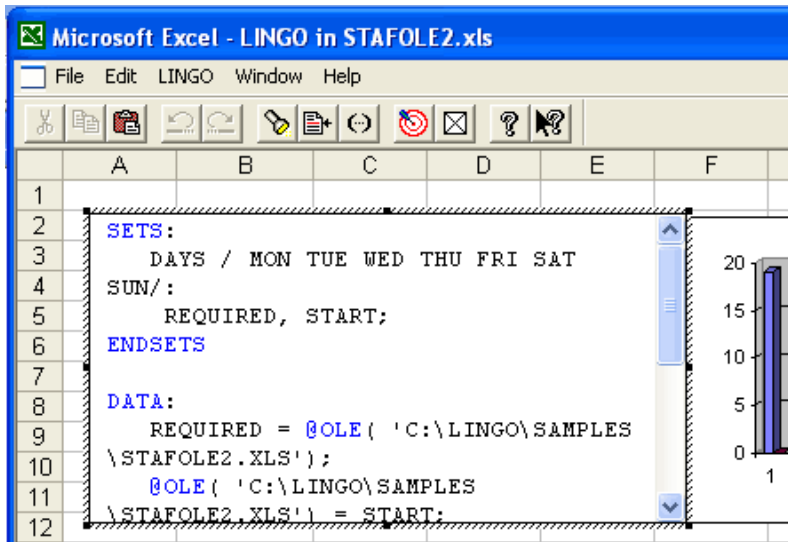 Microsoft Excel - LINGO in STAFOLE2.xls
File Edit LINGO Window Help
A B C D E F
1
2
3
4
5
6
7
8
9
10
11
12
SETS:
DAYS / MON TUE WED THU FRI SAT
SUN/:
REQUIRED, START;
ENDSETS
DATA:
REQUIRED = @OLE( 'C:\LINGO\SAMPLES
\STAFOLE2.XLS');
@OLE( 'C:\LINGO\SAMPLES
\STAFOLE2.XLS') = START;
20
15
10
5
0
1